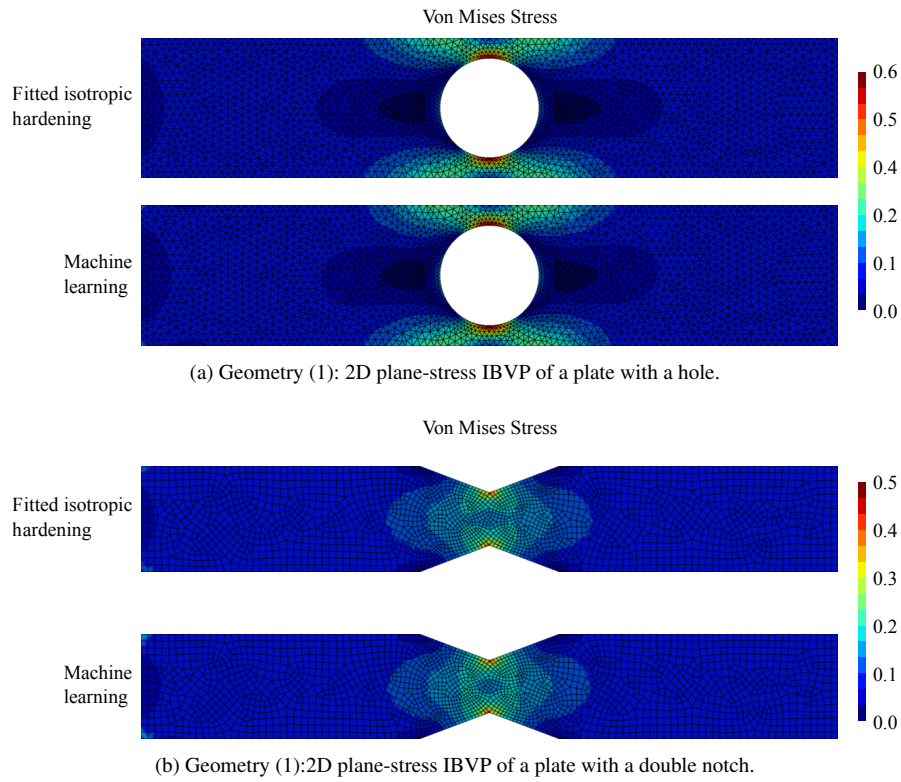 Von Mises Stress
Fitted isotropic
hardening
0.6
0.5
0.4
0.2
0.1
0.0
Machine
learning
(a) Geometry (1): 2D plane-stress IBVP of a plate with a hole.
Von Mises Stress
Fitted isotropic
hardening
0.5
0.4
0.3
0.2
0.1
0.0
Machine
learning
(b) Geometry (1):2D plane-stress IBVP of a plate with a double notch.